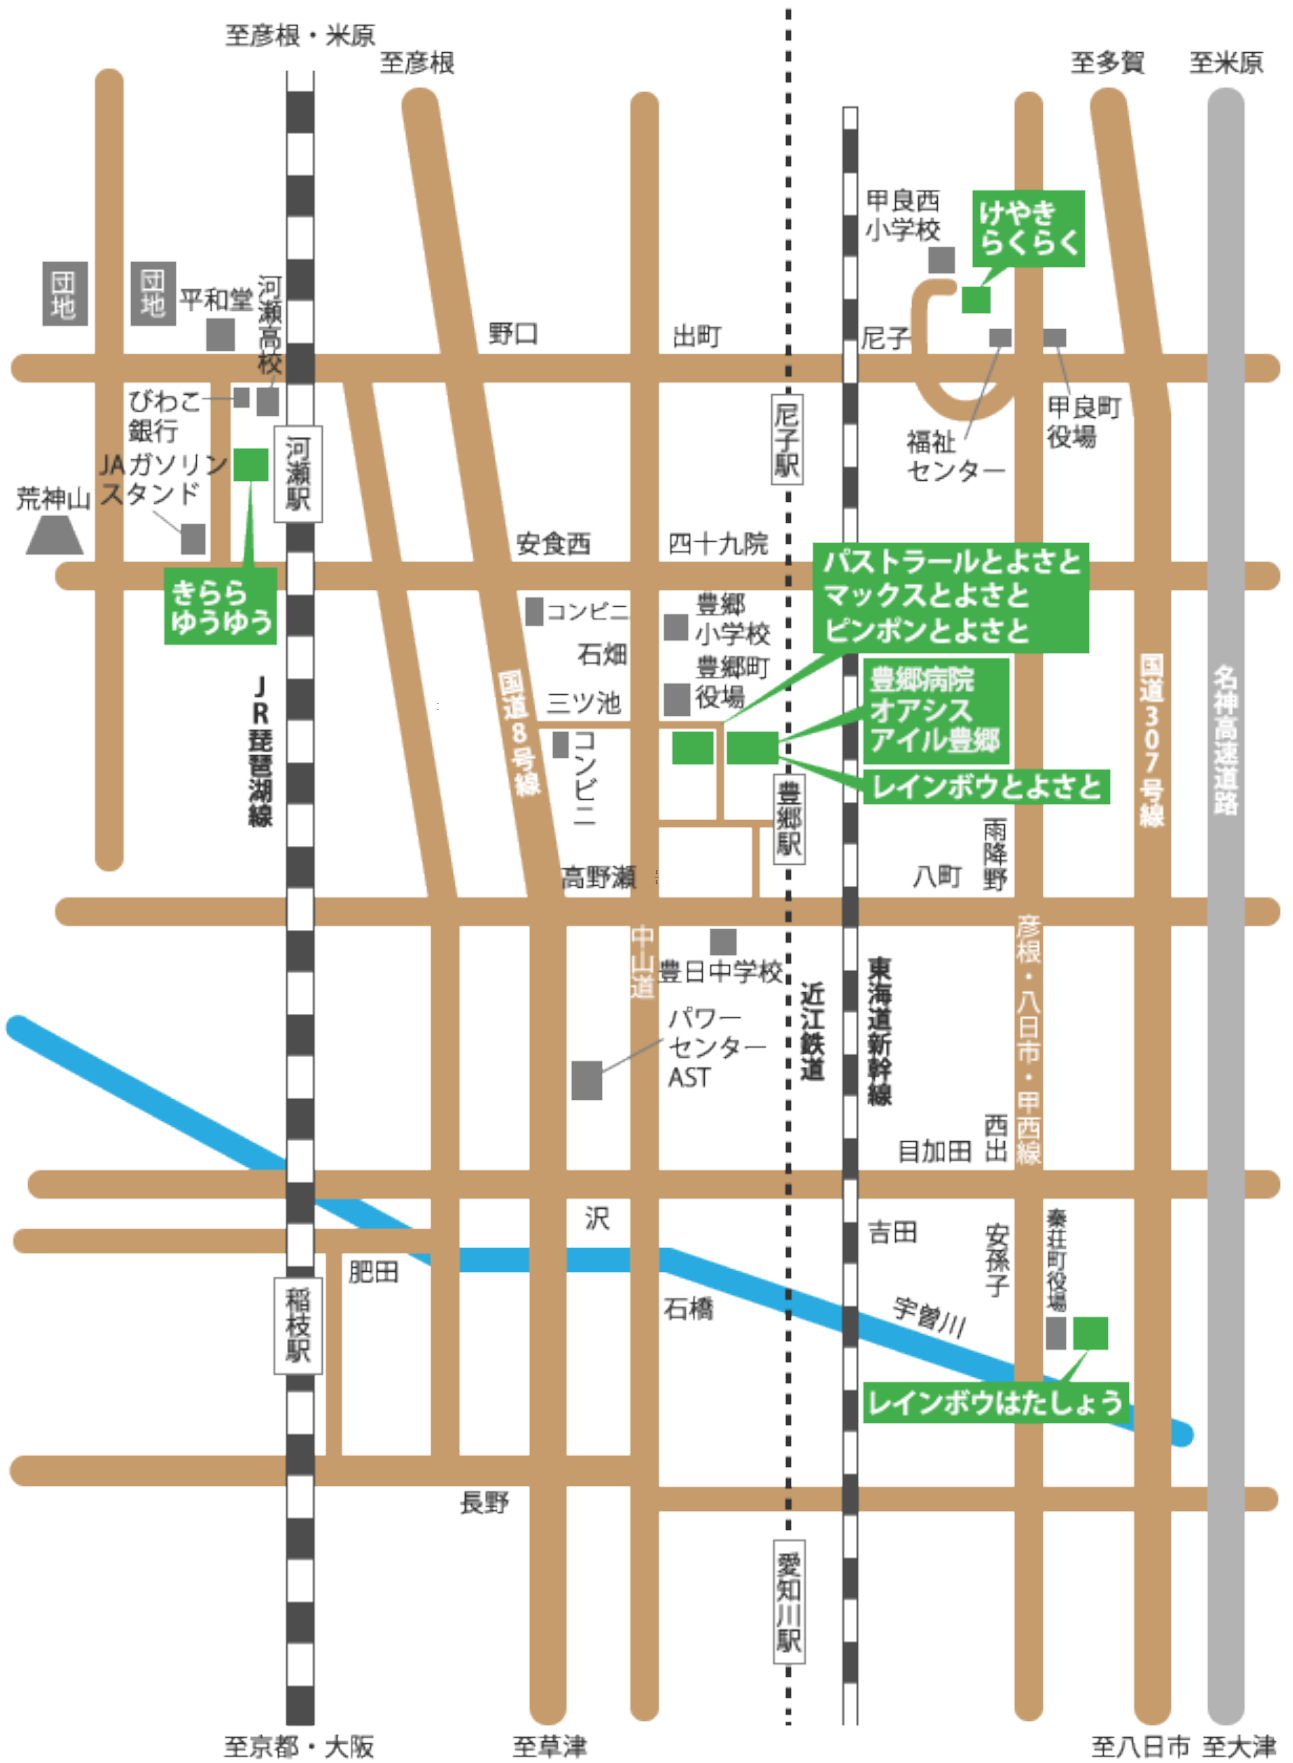 至彦根・米原
至彦根
至多賀
至米原
甲良西
小学校
けやき
らくらく
団地
団地
平和堂
河瀬高校
野口
出町
尼子
びわこ
銀行
甲良町
役場
福祉
センター
尼子駅
河瀬駅
JAガソリン
スタンド
荒神山
安食西
四十九院
パストラールとよさと
マックスとよさと
ピンポンとよさと
きらら
ゆうゆう
コンビニ
豊郷
小学校
石畑
豊郷町
役場
三ツ池
豊郷病院
オアシス
アイル豊郷
レインボウとよさと
JR琵琶湖線
国道8号線
コンビニ
豊郷駅
国道307号線
名神高速道路
雨降野
高野瀬
八町
中山道
豊日中学校
彦根・八日市・甲西線
近江鉄道
東海道新幹線
パワー
センター
AST
目加田
西出
沢
吉田
安孫子
秦荘町役場
肥田
稲枝駅
石橋
宇曽川
レインボウはたしょう
長野
愛知川駅
至京都・大阪
至草津
至八日市
至大津